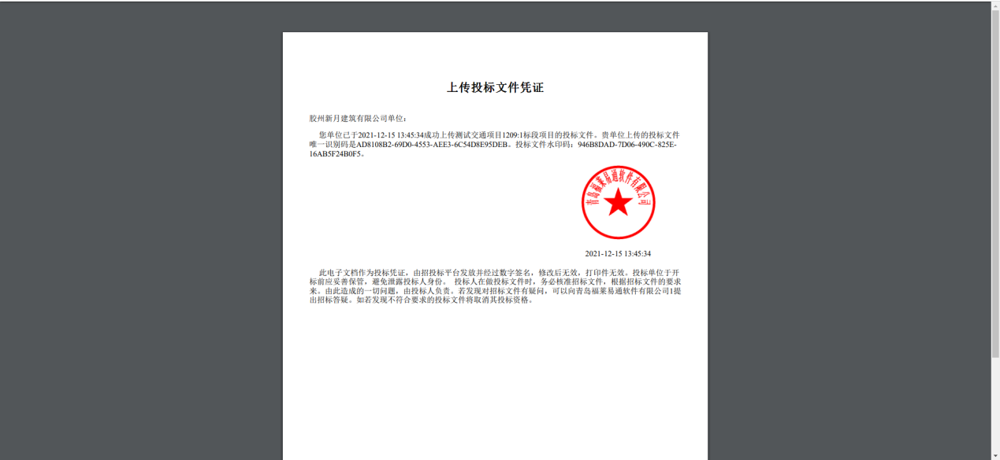 上传投标文件凭证
胶州新月建筑有限公司单位：
您单位已于2021-12-15 13:45:34成功上传测试交通项目1209:1标段项目的投标文件。贵单位上传的投标文件
唯一识别码是AD8108B2-69D0-4553-AEE3-6C54D8E95DEB。投标文件水印码：946B8DAD-7D06-490C-825E-
16AB5F24B0F5。
青岛福莱易通软件有限公司
2021-12-15 13:45:34
此电子文档作为投标凭证，由招投标平台发放并经过数字签名，修改后无效，打印件无效。投标单位于开
标前应妥善保管，避免泄露投标人身份。 投标人在做投标文件时，务必核准招标文件，根据招标文件的要求
来。由此造成的一切问题，由投标人负责。若发现对招标文件有疑问，可以向青岛福莱易通软件有限公司1提
出招标答疑。如若发现不符合要求的投标文件将取消其投标资格。